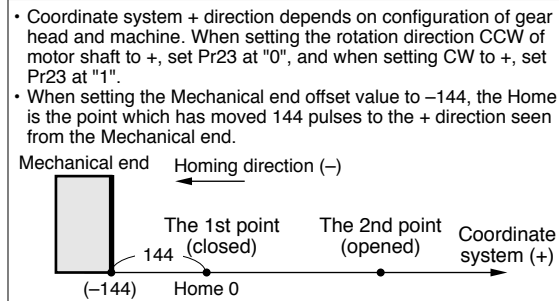 • Coordinate system + direction depends on configuration of gear
head and machine. When setting the rotation direction CCW of
motor shaft to +, set Pr23 at "0", and when setting CW to +, set
Pr23 at "1".
• When setting the Mechanical end offset value to –144, the Home
is the point which has moved 144 pulses to the + direction seen
from the Mechanical end.
Mechanical end
Homing direction (–)
The 1st point
(closed)
The 2nd point
(opened)
Coordinate
system (+)
144
(–144)
Home 0